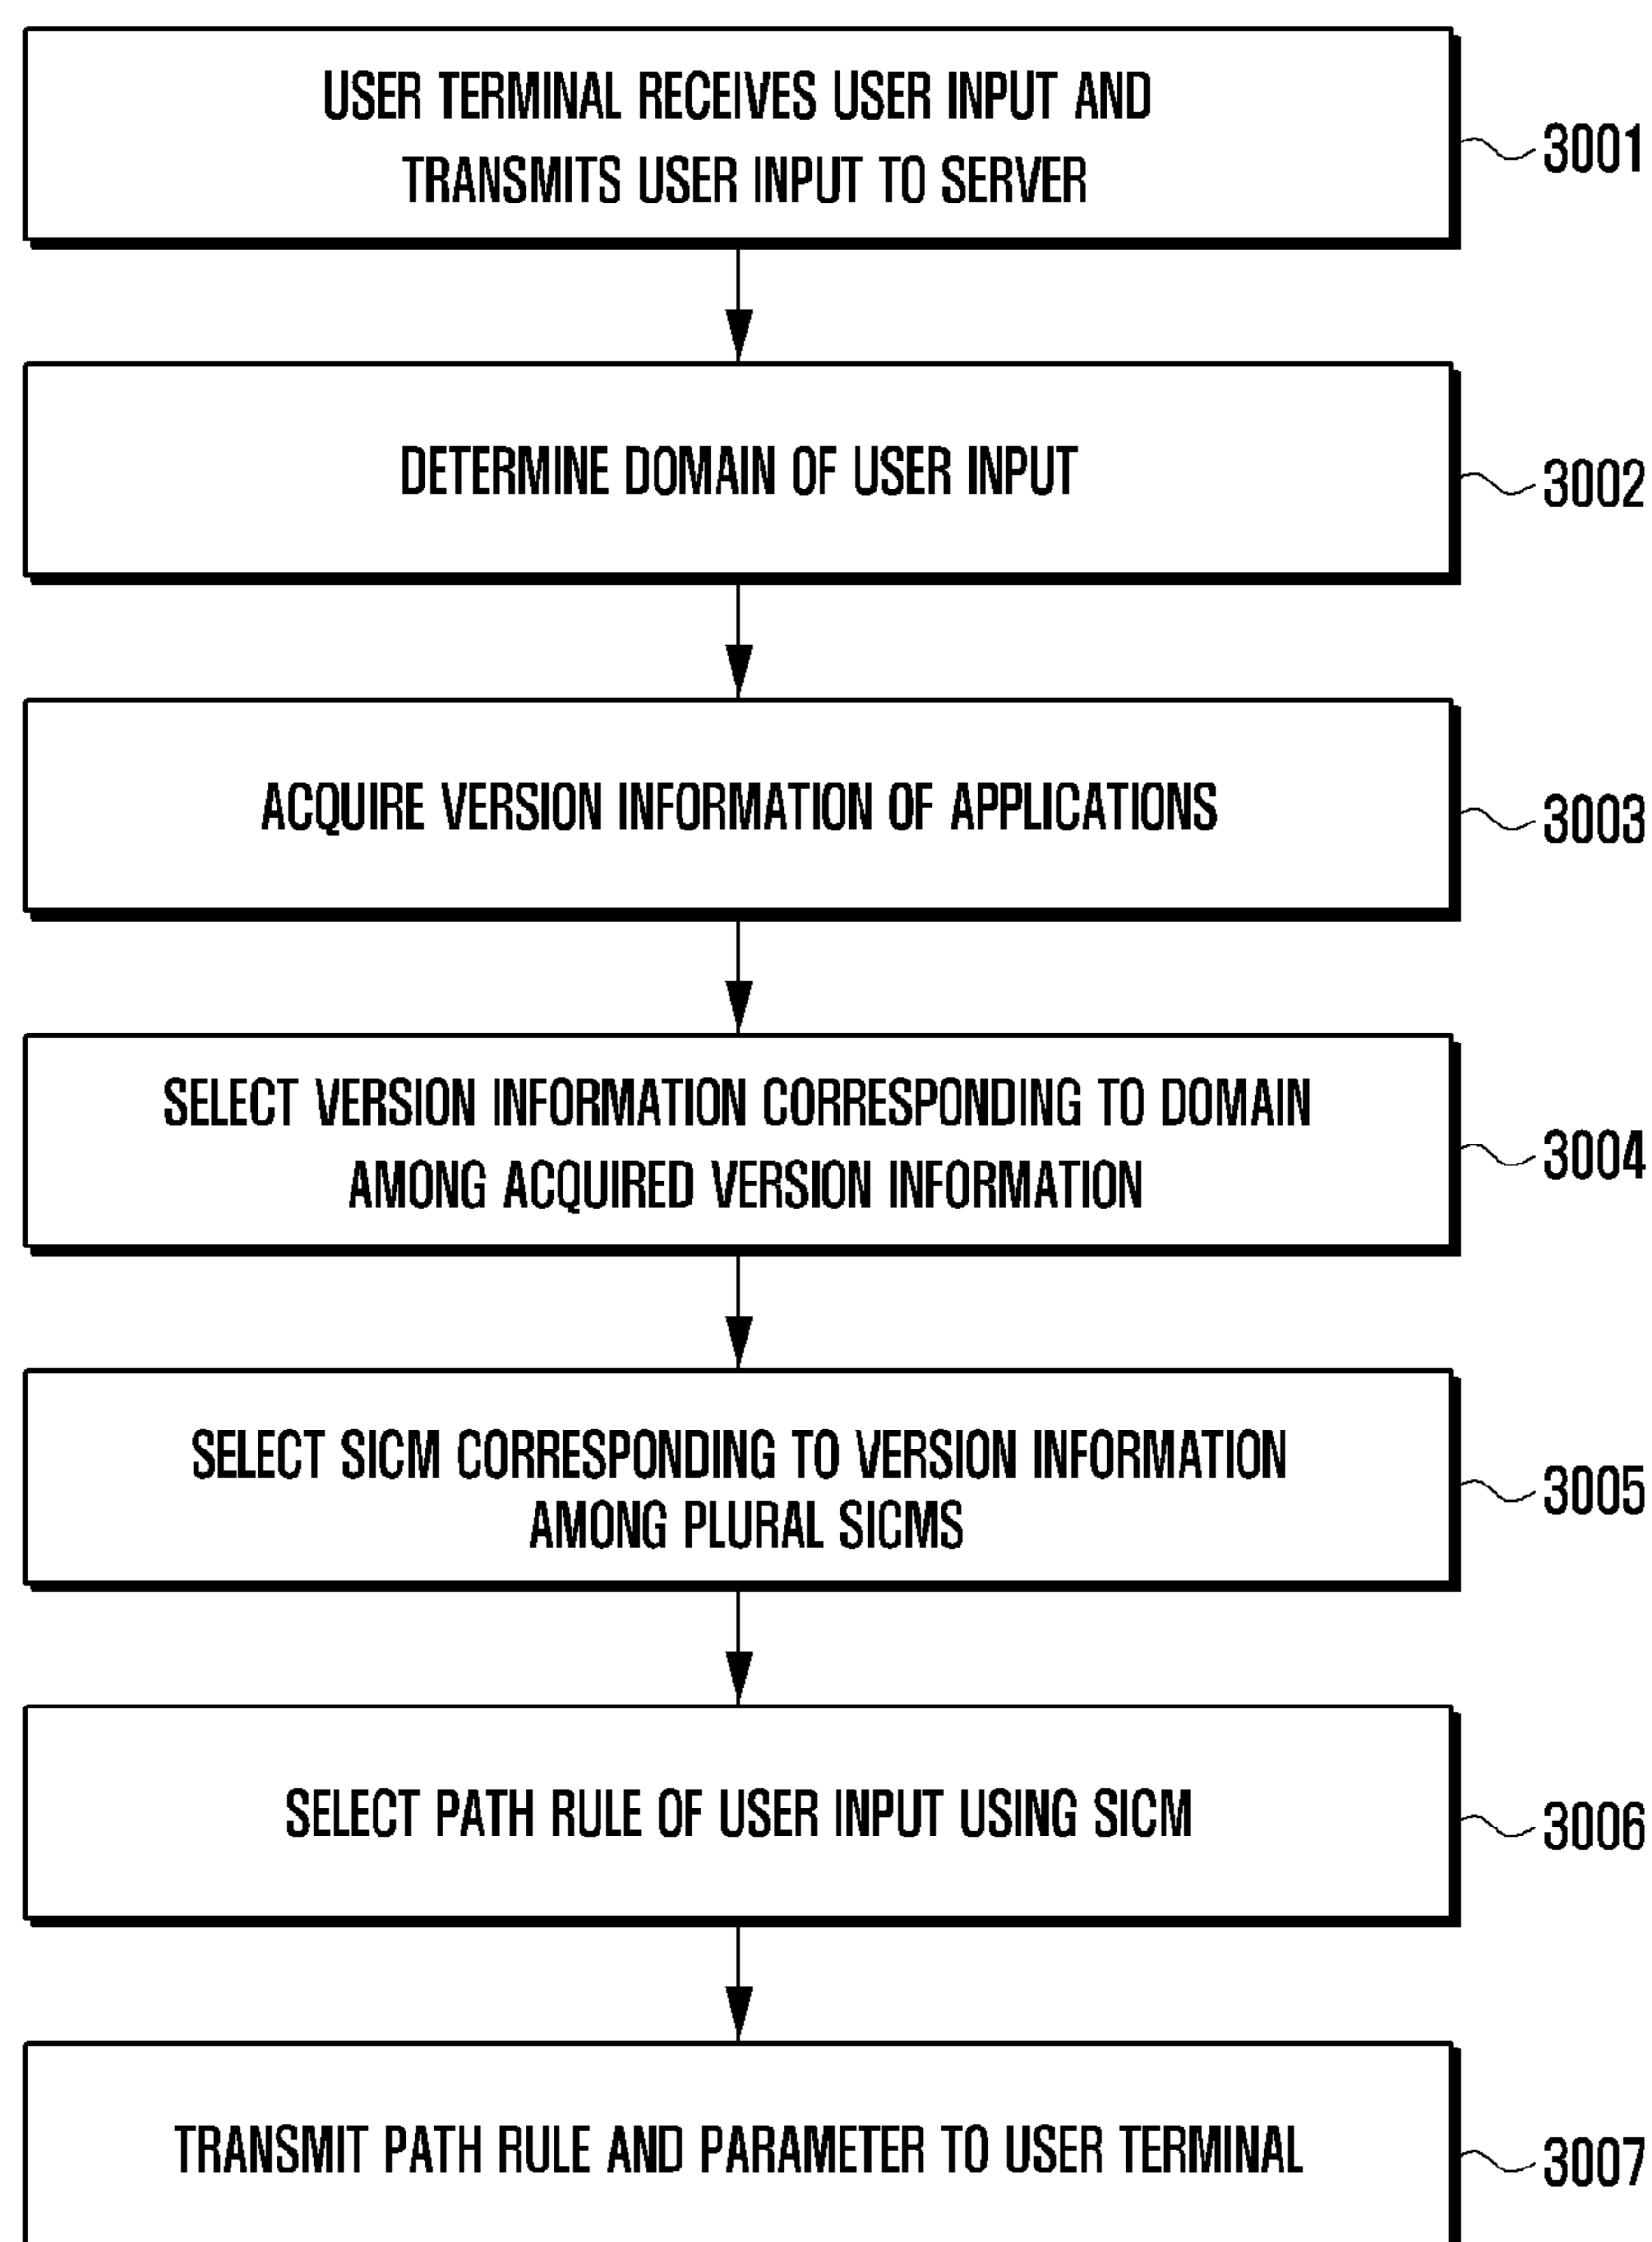 USER TERMINAL RECEIVES USER INPUT AND
TRANSMITS USER INPUT TO SERVER
3001
DETERMINE DOMAIN OF USER INPUT
3002
ACQUIRE VERSION INFORMATION OF APPLICATIONS
3003
SELECT VERSION INFORMATION CORRESPONDING TO DOMAIN
AMONG ACQUIRED VERSION INFORMATION
3004
SELECT SICM CORRESPONDING TO VERSION INFORMATION
AMONG PLURAL SICMS
3005
SELECT PATH RULE OF USER INPUT USING SICM
3006
TRANSMIT PATH RULE AND PARAMETER TO USER TERMINAL
3007